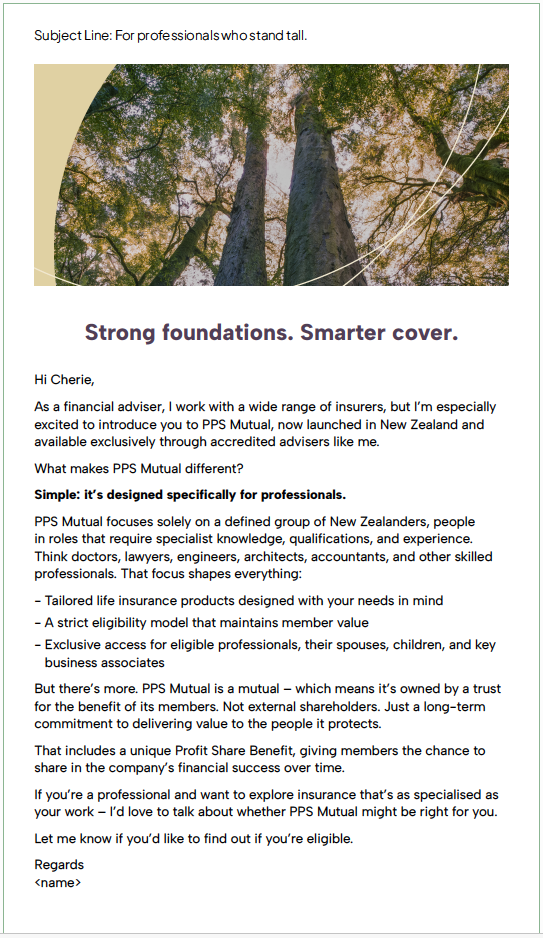 Subject Line: For professionals who stand tall.
Strong foundations. Smarter cover.
Hi Cherie,
As a financial adviser, I work with a wide range of insurers, but I'm especially
excited to introduce you to PPS Mutual, now launched in New Zealand and
available exclusively through accredited advisers like me.
What makes PPS Mutual different?
Simple: it's designed specifically for professionals.
PPS Mutual focuses solely on a defined group of New Zealanders, people
in roles that require specialist knowledge, qualifications, and experience.
Think doctors, lawyers, engineers, architects, accountants, and other skilled
professionals. That focus shapes everything:
– Tailored life insurance products designed with your needs in mind
– A strict eligibility model that maintains member value
– Exclusive access for eligible professionals, their spouses, children, and key
business associates
But there's more. PPS Mutual is a mutual – which means it's owned by a trust
for the benefit of its members. Not external shareholders. Just a long-term
commitment to delivering value to the people it protects.
That includes a unique Profit Share Benefit, giving members the chance to
share in the company's financial success over time.
If you're a professional and want to explore insurance that's as specialised as
your work – I'd love to talk about whether PPS Mutual might be right for you.
Let me know if you'd like to find out if you're eligible.
Regards
<name>